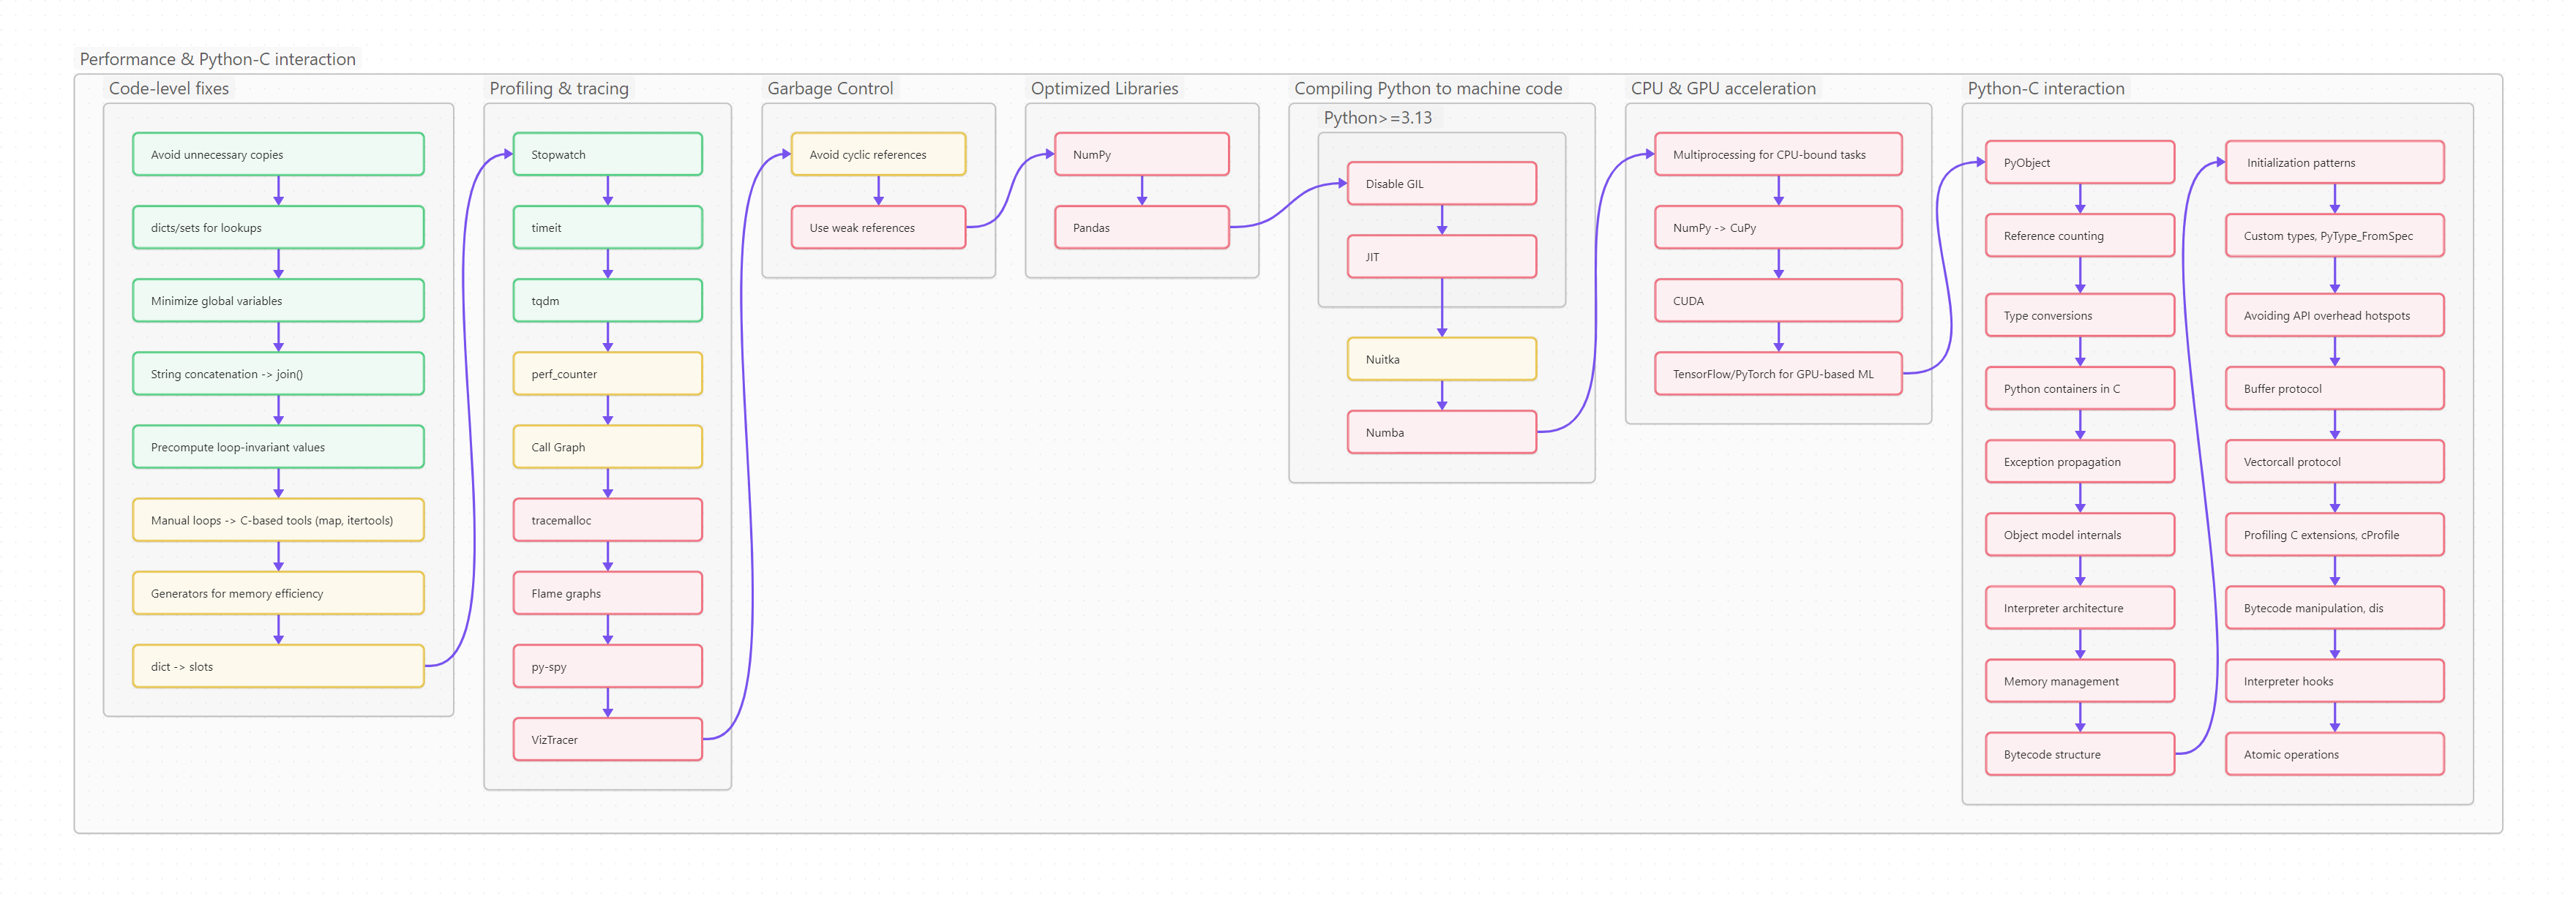 Performance & Python-C interaction
Code-level fixes
Avoid unnecessary copies
dicts/sets for lookups
Minimize global variables
String concatenation -> join()
Precompute loop-invariant values
Manual loops -> C-based tools (map, itertools)
Generators for memory efficiency
dict -> slots
Profiling & tracing
Stopwatch
timeit
tqdm
perf_counter
Call Graph
tracemalloc
Flame graphs
py-spy
VizTracer
Garbage Control
Avoid cyclic references
Use weak references
Optimized Libraries
NumPy
Pandas
Compiling Python to machine code
Python>=3.13
Disable GIL
JIT
Nuitka
Numba
CPU & GPU acceleration
Multiprocessing for CPU-bound tasks
NumPy -> CuPy
CUDA
TensorFlow/PyTorch for GPU-based ML
Python-C interaction
PyObject
Reference counting
Type conversions
Python containers in C
Exception propagation
Object model internals
Interpreter architecture
Memory management
Bytecode structure
Initialization patterns
Custom types, PyType_FromSpec
Avoiding API overhead hotspots
Buffer protocol
Vectorcall protocol
Profiling C extensions, cProfile
Bytecode manipulation, dis
Interpreter hooks
Atomic operations